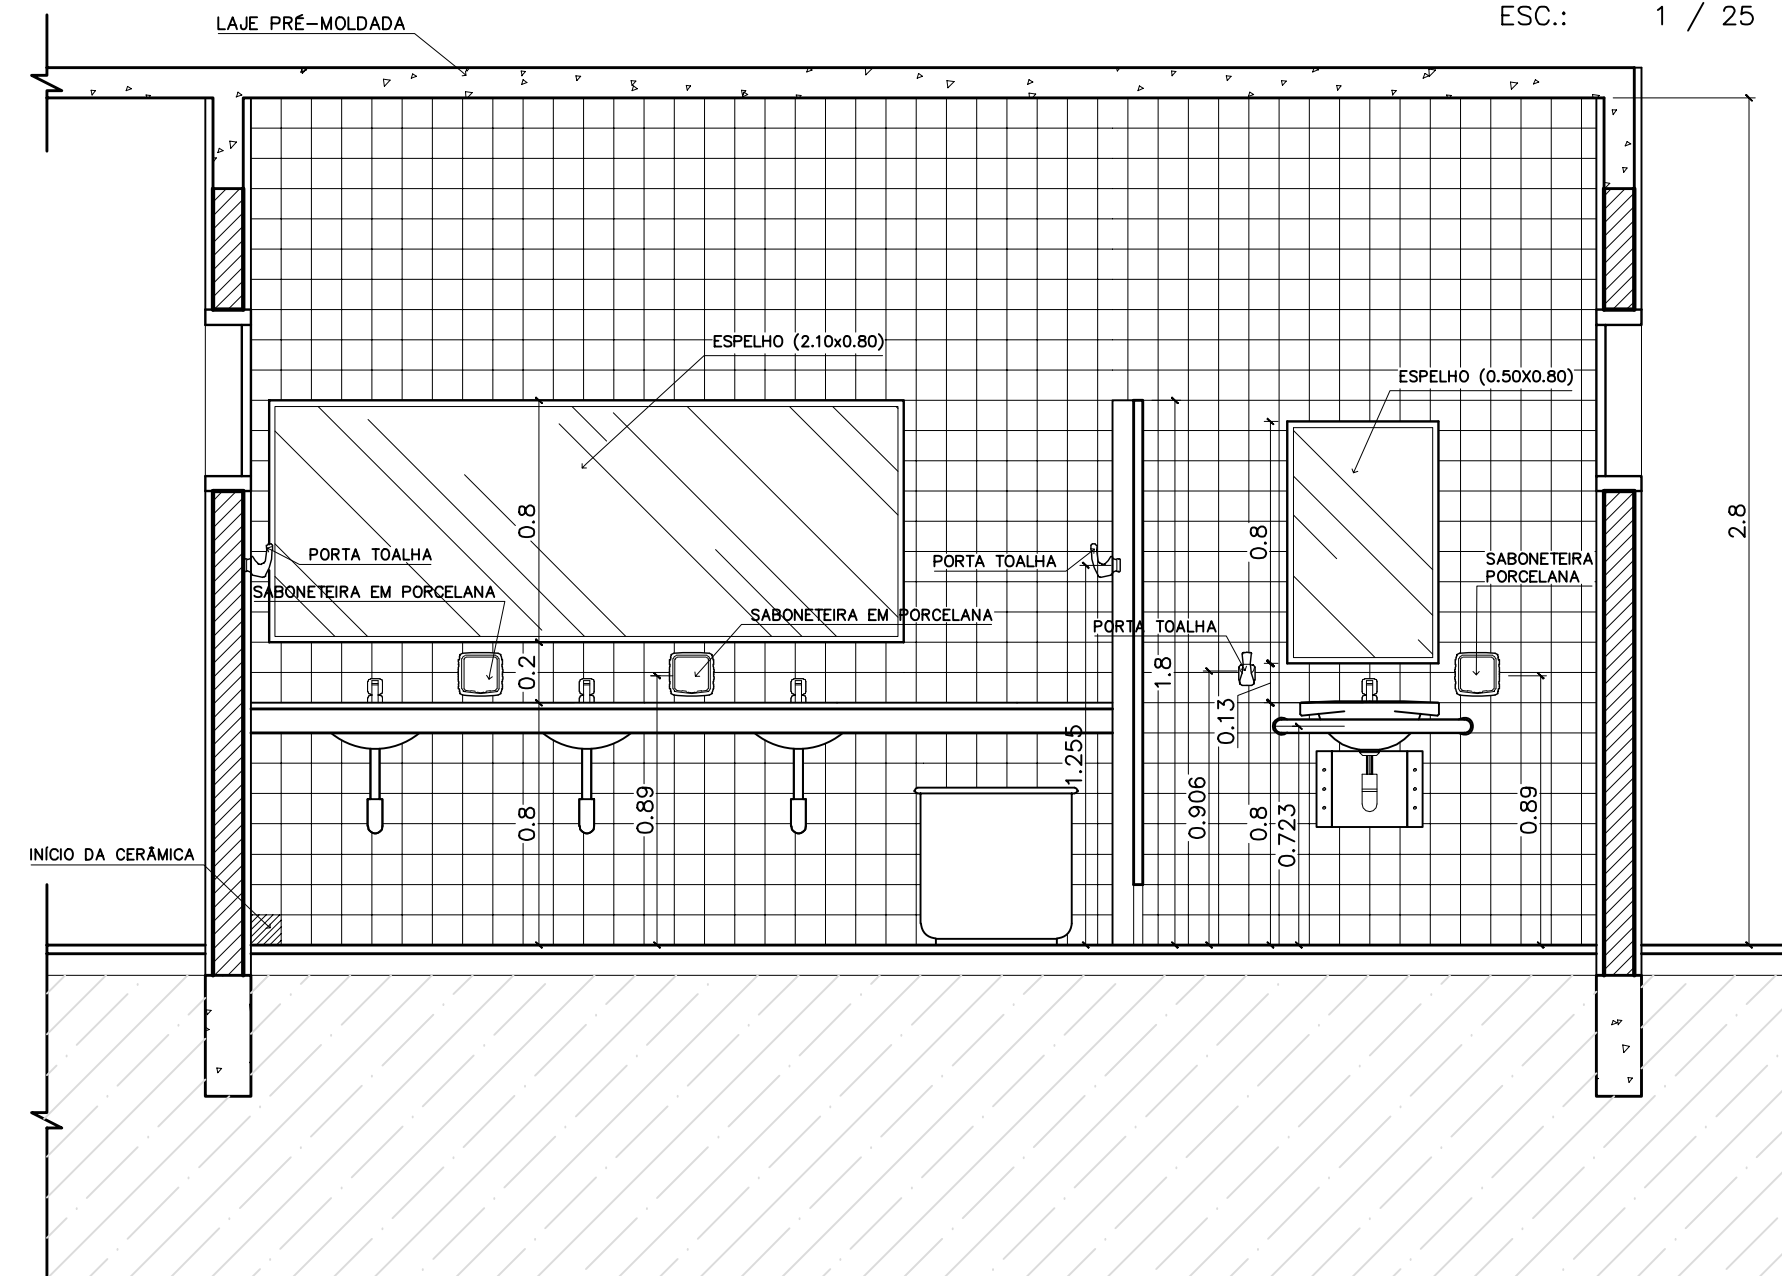 ESC.: 1 / 25
LAJE PRÉ-MOLDADA
2.8
ESPELHO (2.10x0.80)
ESPELHO (0.50X0.80)
0.8
0.8
PORTA TOALHA
PORTA TOALHA
SABONETEIRA
PORCELANA
SABONETEIRA EM PORCELANA
SABONETEIRA EM PORCELANA
PORTA TOALHA
0.2
1.8
0.13
1.255
0.8
0.89
0.906
0.8
0.723
0.89
INÍCIO DA CERÂMICA